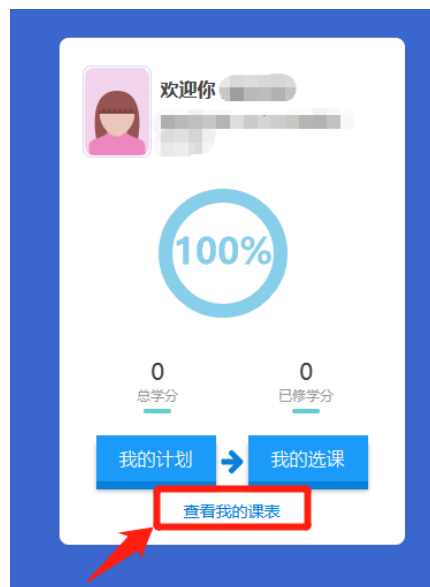 欢迎你
100%
0 0
总学分 已修学分
我的计划 我的选课
查看我的课表